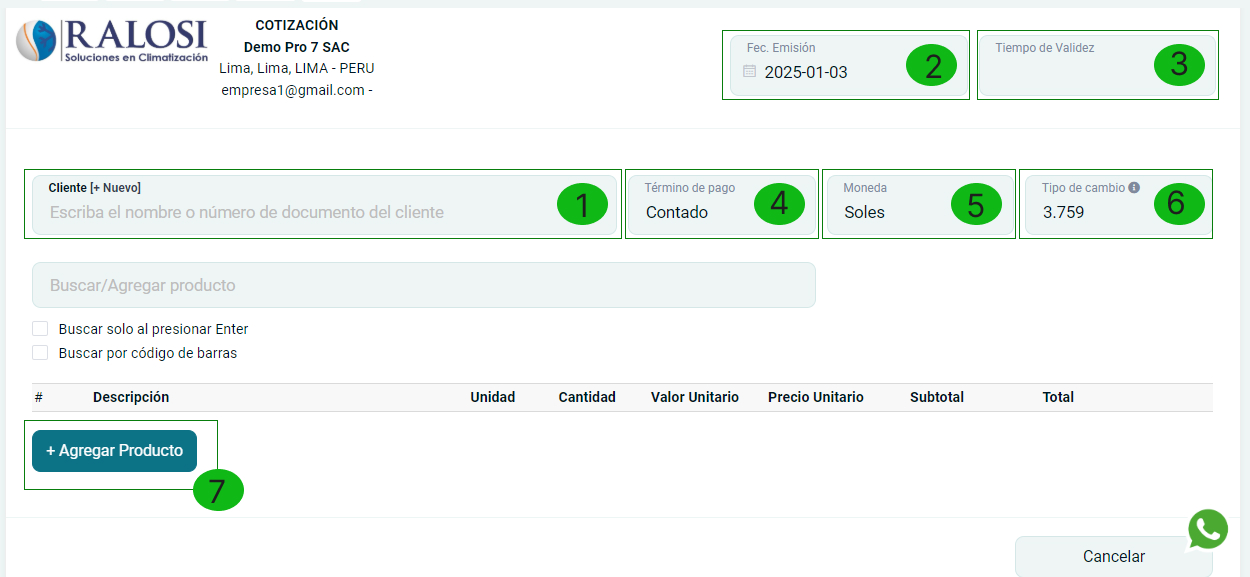 RALOSI
Soluciones en Climatización
COTIZACIÓN
Demo Pro 7 SAC
Lima, Lima, LIMA - PERU
empresa1@gmail.com -
Fec. Emisión
2025-01-03
2
Tiempo de Validez
3
Cliente [+ Nuevo]
Escriba el nombre o número de documento del cliente
1
Término de pago
Contado
4
Moneda
Soles
5
Tipo de cambio
3.759
6
Buscar/Agregar producto
Buscar solo al presionar Enter
Buscar por código de barras
# Descripción Unidad Cantidad Valor Unitario Precio Unitario Subtotal Total
+ Agregar Producto
7
Cancelar